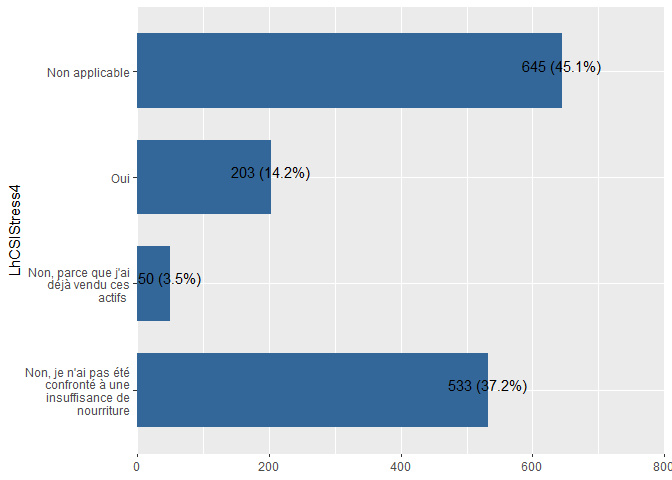 LhCSIStress4
Non applicable
645 (45.1%)
Oui
203 (14.2%)
Non, parce que j'ai
déjà vendu ces
actifs
50 (3.5%)
Non, je n'ai pas été
confronté à une
insuffisance de
nourriture
533 (37.2%)
0 200 400 600 800